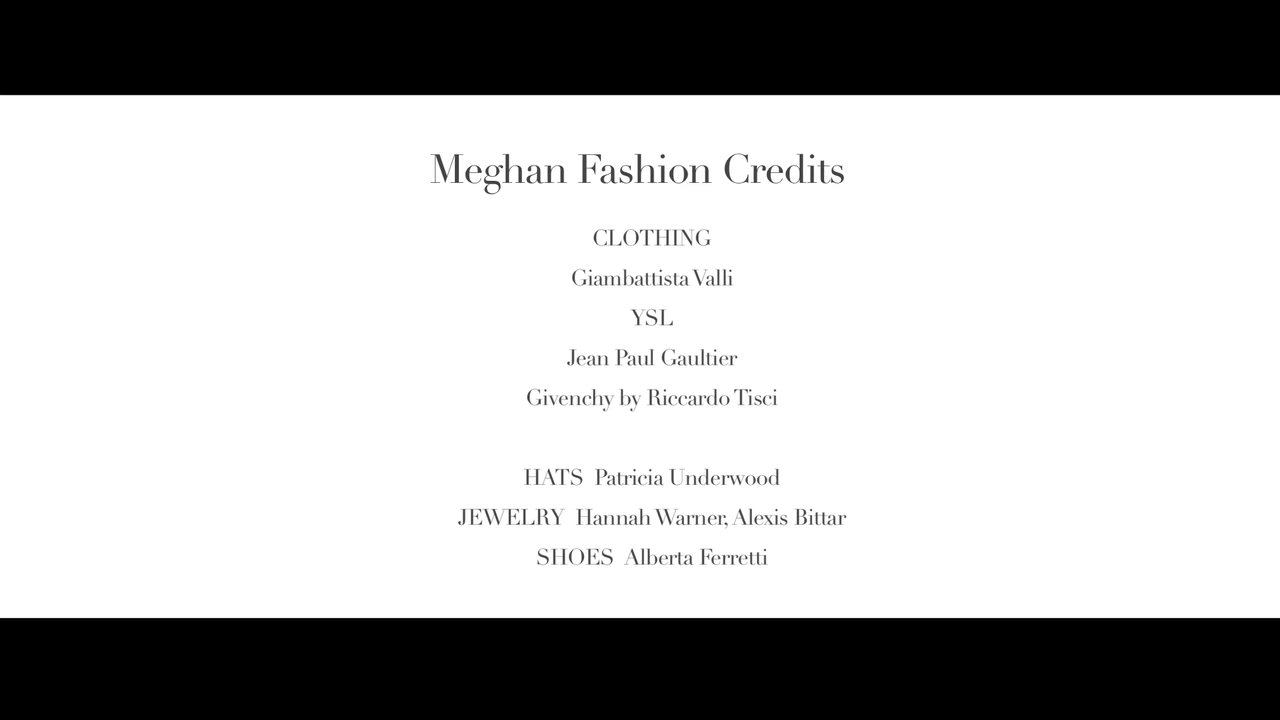 Meghan Fashion Credits
CLOTHING
Giambattista Valli
YSL
Jean Paul Gaultier
Givenchy by Riccardo Tisci
HATS Patricia Underwood
JEWELRY Hannah Warner, Alexis Bittar
SHOES Alberta Ferretti